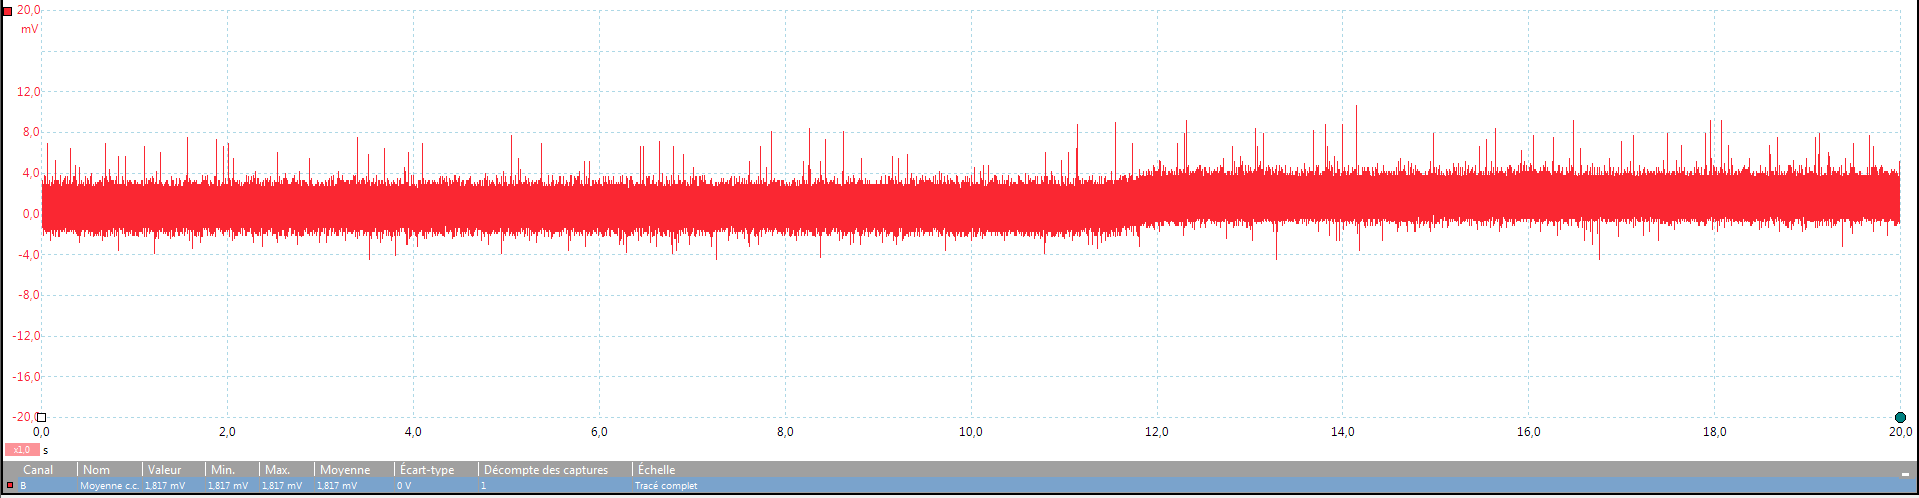 20,0
mV
12,0
8,0
4,0
0,0
-4,0
-8,0
-12,0
-16,0
-20,0
0,0 2,0 4,0 6,0 8,0 10,0 12,0 14,0 16,0 18,0 20,0
x1.0 s
Canal Nom Valeur Min. Max. Moyenne Écart-type Décompte des captures Échelle
B Moyenne c.c. 1,817 mV 1,817 mV 1,817 mV 1,817 mV 0 V 1 Tracé complet